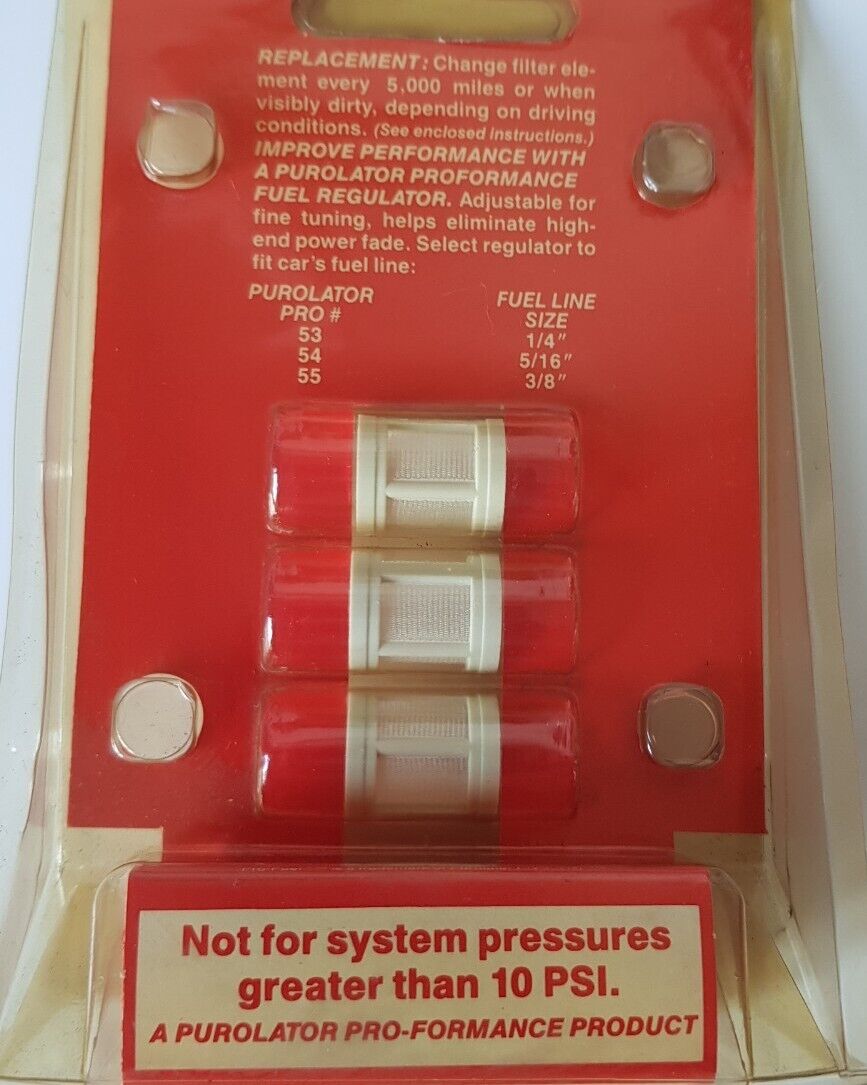 REPLACEMENT: Change filter ele-
ment every 5,000 miles or when
visibly dirty, depending on driving
conditions. (See enclosed instructions.)
IMPROVE PERFORMANCE WITH
A PUROLATOR PROFORMANCE
FUEL REGULATOR. Adjustable for
fine tuning, helps eliminate high-
end power fade. Select regulator to
fit car's fuel line:
PUROLATOR FUEL LINE
PRO # SIZE
53 1/4"
54 5/16"
55 3/8"
Not for system pressures
greater than 10 PSI.
A PUROLATOR PRO-FORMANCE PRODUCT